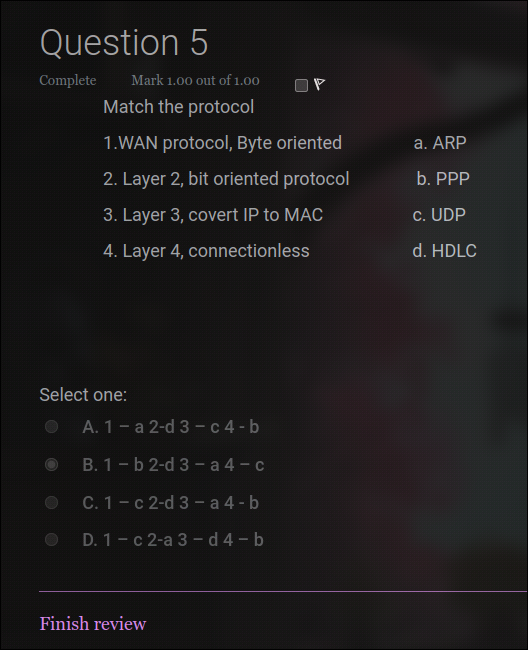 Question 5
Complete Mark 1.00 out of 1.00
Match the protocol
1.WAN protocol, Byte oriented a. ARP
2. Layer 2, bit oriented protocol b. PPP
3. Layer 3, covert IP to MAC c. UDP
4. Layer 4, connectionless d. HDLC
Select one:
A. 1 – a 2-d 3 – c 4 - b
B. 1 – b 2-d 3 – a 4 – c
C. 1 – c 2-d 3 – a 4 - b
D. 1 – c 2-a 3 – d 4 – b
Finish review